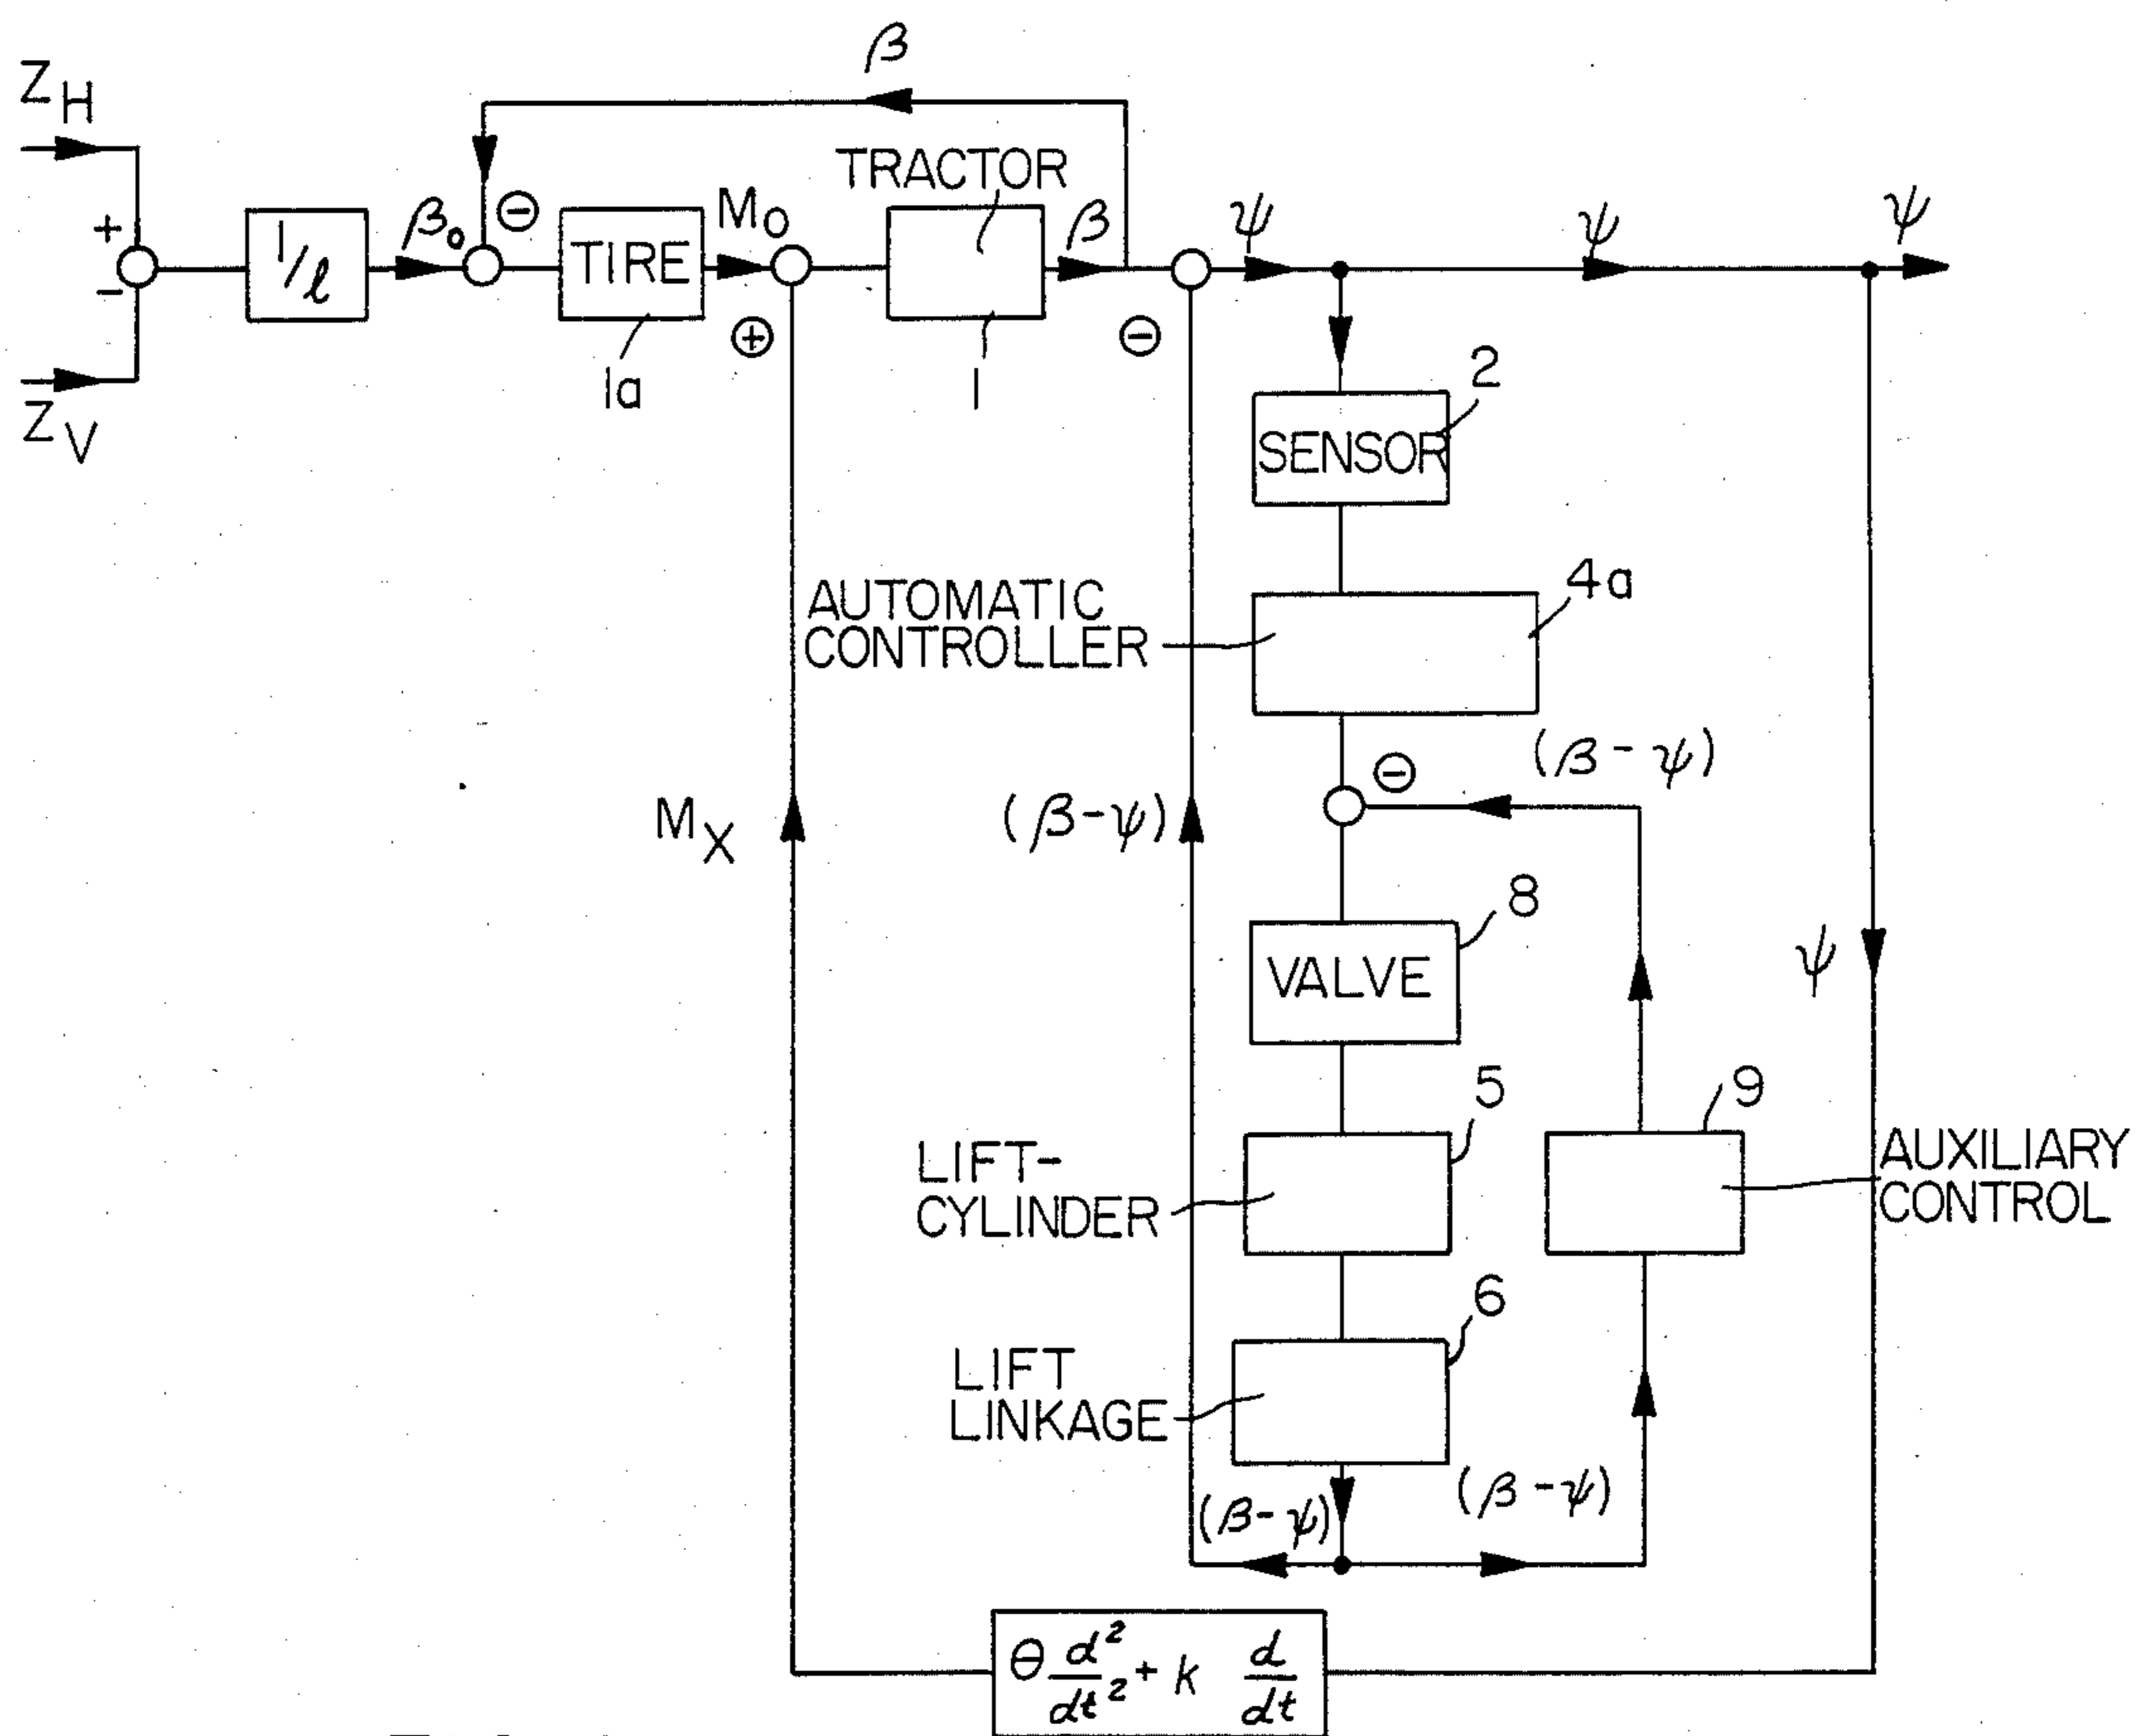 β
Z_H
TRACTOR
+
β₀
⊖
M₀
β
ψ
ψ
ψ
1/ℓ
TIRE
−
⊕
⊖
Z_V
1a
1
2
SENSOR
4a
AUTOMATIC
CONTROLLER
⊖
(β-ψ)
M_X
(β-ψ)
8
VALVE
ψ
5
9
LIFT-
CYLINDER
AUXILIARY
CONTROL
6
LIFT
LINKAGE
(β-ψ)
(β-ψ)
θ d²/dt² + k d/dt